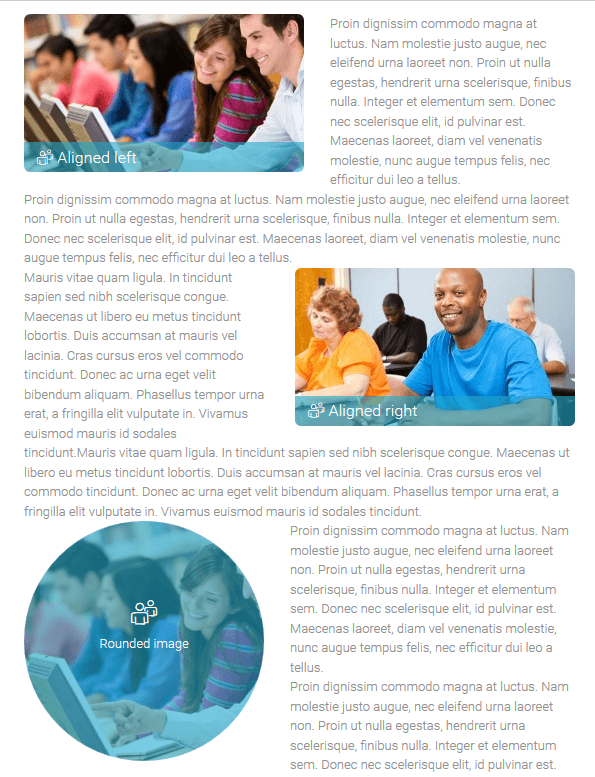 Proin dignissim commodo magna at
luctus. Nam molestie justo augue, nec
eleifend urna laoreet non. Proin ut nulla
egestas, hendrerit urna scelerisque, finibus
nulla. Integer et elementum sem. Donec
nec scelerisque elit, id pulvinar est.
Maecenas laoreet, diam vel venenatis
molestie, nunc augue tempus felis, nec
efficitur dui leo a tellus.
Aligned left
Proin dignissim commodo magna at luctus. Nam molestie justo augue, nec eleifend urna laoreet
non. Proin ut nulla egestas, hendrerit urna scelerisque, finibus nulla. Integer et elementum sem.
Donec nec scelerisque elit, id pulvinar est. Maecenas laoreet, diam vel venenatis molestie, nunc
augue tempus felis, nec efficitur dui leo a tellus.
Mauris vitae quam ligula. In tincidunt
sapien sed nibh scelerisque congue.
Maecenas ut libero eu metus tincidunt
lobortis. Duis accumsan at mauris vel
lacinia. Cras cursus eros vel commodo
tincidunt. Donec ac urna eget velit
bibendum aliquam. Phasellus tempor urna
erat, a fringilla elit vulputate in. Vivamus
euismod mauris id sodales
Aligned right
tincidunt.Mauris vitae quam ligula. In tincidunt sapien sed nibh scelerisque congue. Maecenas ut
libero eu metus tincidunt lobortis. Duis accumsan at mauris vel lacinia. Cras cursus eros vel
commodo tincidunt. Donec ac urna eget velit bibendum aliquam. Phasellus tempor urna erat, a
fringilla elit vulputate in. Vivamus euismod mauris id sodales tincidunt.
Rounded image
Proin dignissim commodo magna at luctus. Nam
molestie justo augue, nec eleifend urna laoreet
non. Proin ut nulla egestas, hendrerit urna
scelerisque, finibus nulla. Integer et elementum
sem. Donec nec scelerisque elit, id pulvinar est.
Maecenas laoreet, diam vel venenatis molestie,
nunc augue tempus felis, nec efficitur dui leo a
tellus.
Proin dignissim commodo magna at luctus. Nam
molestie justo augue, nec eleifend urna laoreet
non. Proin ut nulla egestas, hendrerit urna
scelerisque, finibus nulla. Integer et elementum
sem. Donec nec scelerisque elit, id pulvinar est.